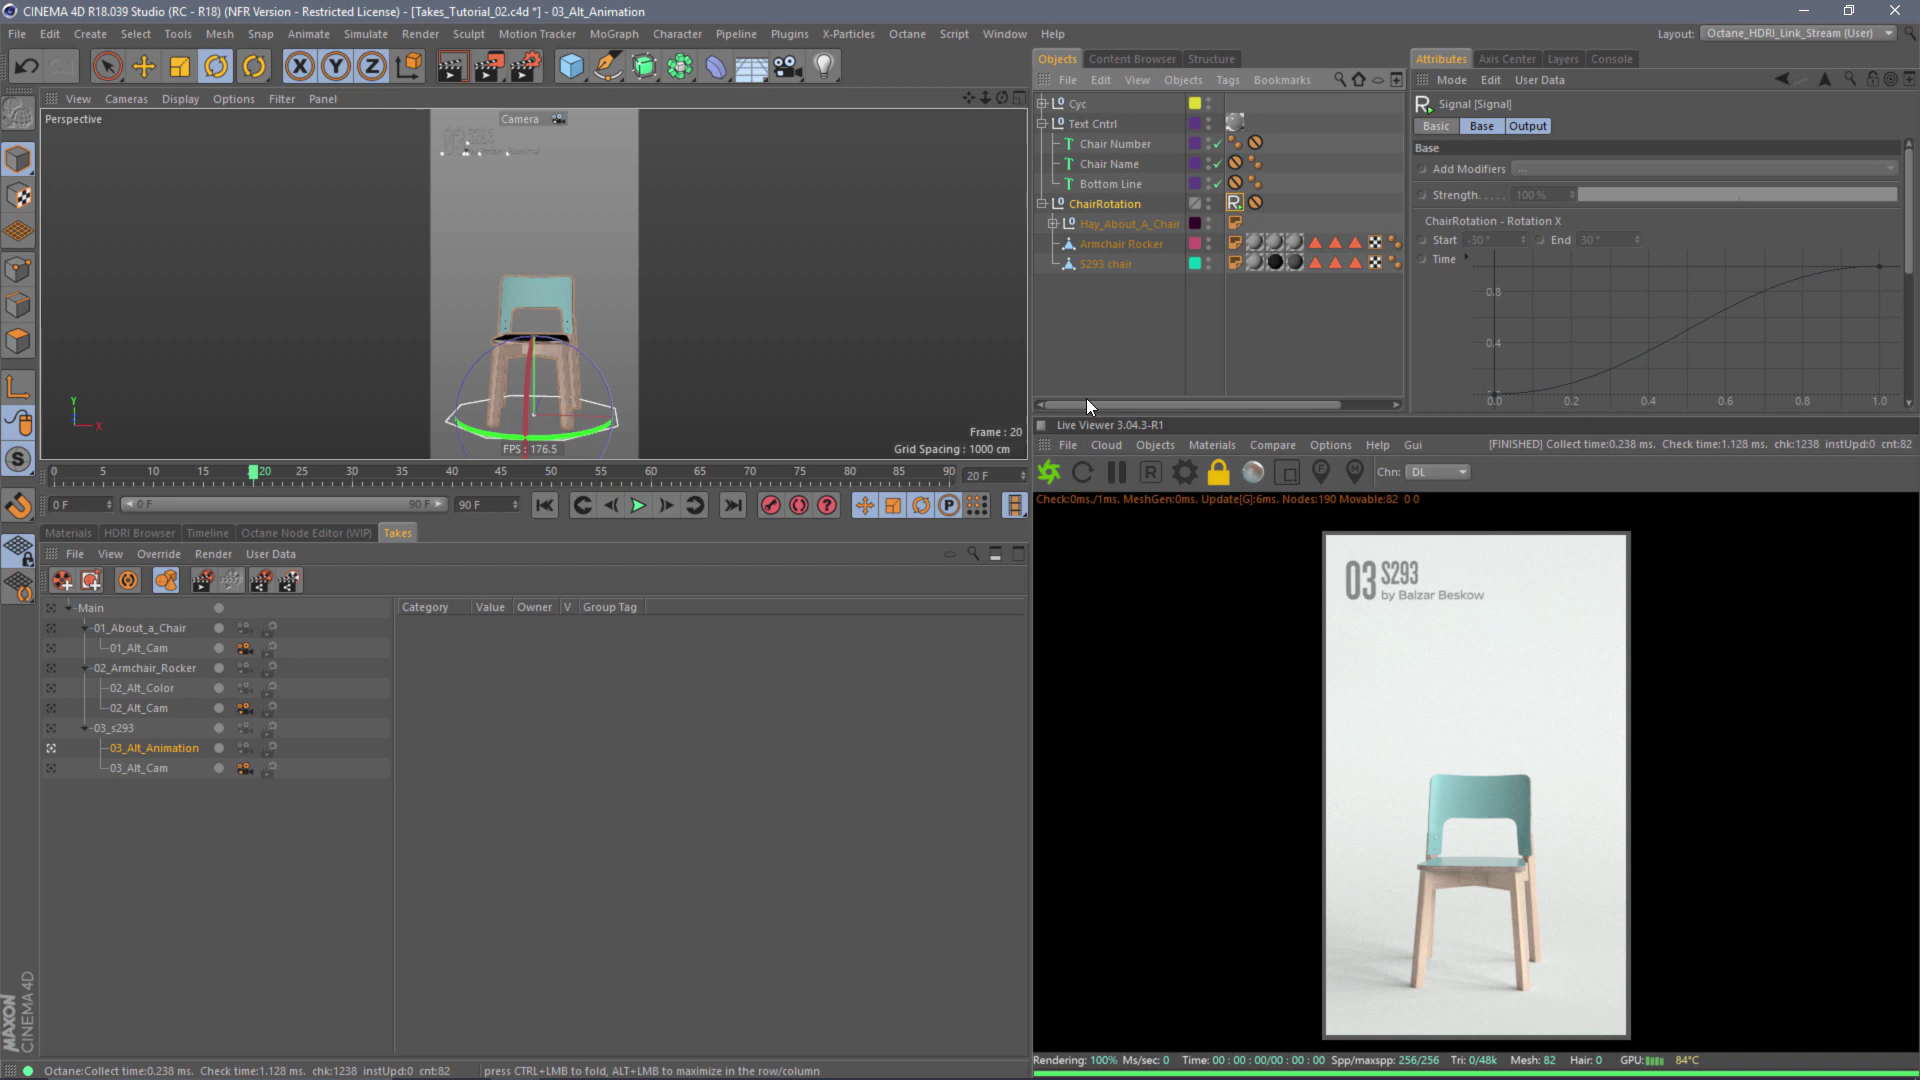 CINEMA 4D R18.039 Studio (RC - R18) (NFR Version - Restricted License) - [Takes_Tutorial_02.c4d *] - 03_Alt_Animation
File Edit Create Select Tools Mesh Snap Animate Simulate Render Sculpt Motion Tracker MoGraph Character Pipeline Plugins X-Particles Octane Script Window Help
Layout: Octane_HDRI_Link_Stream (User)
View Cameras Display Options Filter Panel
Perspective
Camera
Y
X
FPS : 176.5
Frame : 20
Grid Spacing : 1000 cm
0 5 10 15 20 25 30 35 40 45 50 55 60 65 70 75 80 85 90 20 F
0 F 0 F 90 F 90 F
Materials HDRI Browser Timeline Octane Node Editor (WIP) Takes
File View Override Render User Data
Main
01_About_a_Chair
01_Alt_Cam
02_Armchair_Rocker
02_Alt_Color
02_Alt_Cam
03_s293
03_Alt_Animation
03_Alt_Cam
Category Value Owner V Group Tag
MAXON
CINEMA 4D
Octane:Collect time:0.238 ms. Check time:1.128 ms. chk:1238 instUpd:0 cnt:82 press CTRL+LMB to fold, ALT+LMB to maximize in the row/column
Objects Content Browser Structure
File Edit View Objects Tags Bookmarks
Cyc
Text Cntrl
Chair Number
Chair Name
Bottom Line
ChairRotation
Hay_About_A_Chair
Armchair Rocker
S293 chair
Attributes Axis Center Layers Console
Mode Edit User Data
Signal [Signal]
Basic Base Output
Base
Add Modifiers ...
Strength..... 100 %
ChairRotation - Rotation X
Start -30 ° End 30 °
Time
0.8
0.4
0.0 0.2 0.4 0.6 0.8 1.0
Live Viewer 3.04.3-R1
File Cloud Objects Materials Compare Options Help Gui
[FINISHED] Collect time:0.238 ms. Check time:1.128 ms. chk:1238 instUpd:0 cnt:82
Chn: DL
Check:0ms./1ms. MeshGen:0ms. Update[G]:6ms. Nodes:190 Movable:82 0 0
03 S293
by Balzar Beskow
Rendering: 100% Ms/sec: 0 Time: 00 : 00 : 00/00 : 00 : 00 Spp/maxspp: 256/256 Tri: 0/48k Mesh: 82 Hair: 0 GPU: 84°C